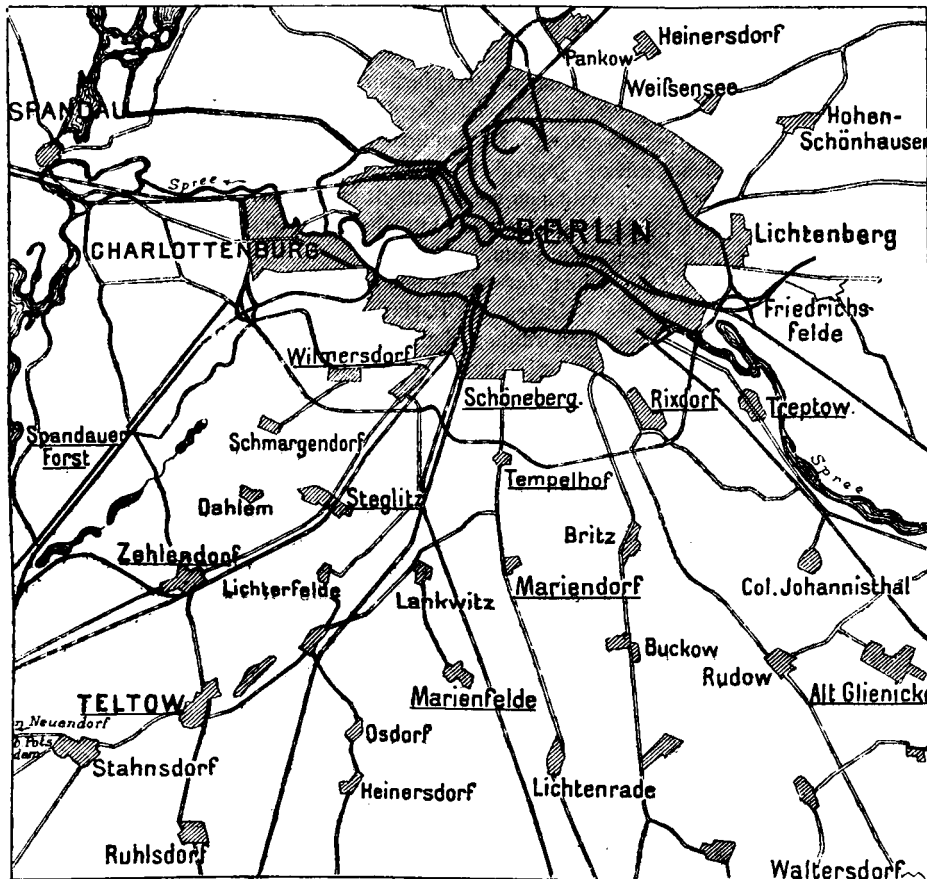 Heinersdorf
Pankow
Weißensee
SPANDAU
Hohen-
Schönhausen
Spree
BERLIN
Lichtenberg
CHARLOTTENBURG
Friedrichs-
felde
Wilmersdorf
Schöneberg.
Rixdorf
Treptow.
Spandauer
Forst
Schmargendorf
Tempelhof
Spree
Dahlem
Steglitz
Britz
Zehlendorf
Lichterfelde
Lankwitz
Mariendorf
Col. Johannisthal
Buckow
Rudow
Alt Glienicke
TELTOW
Marienfelde
n. Neuendorf
Pots
dam
Osdorf
Stahnsdorf
Heinersdorf
Lichtenrade
Ruhlsdorf
Waltersdorf